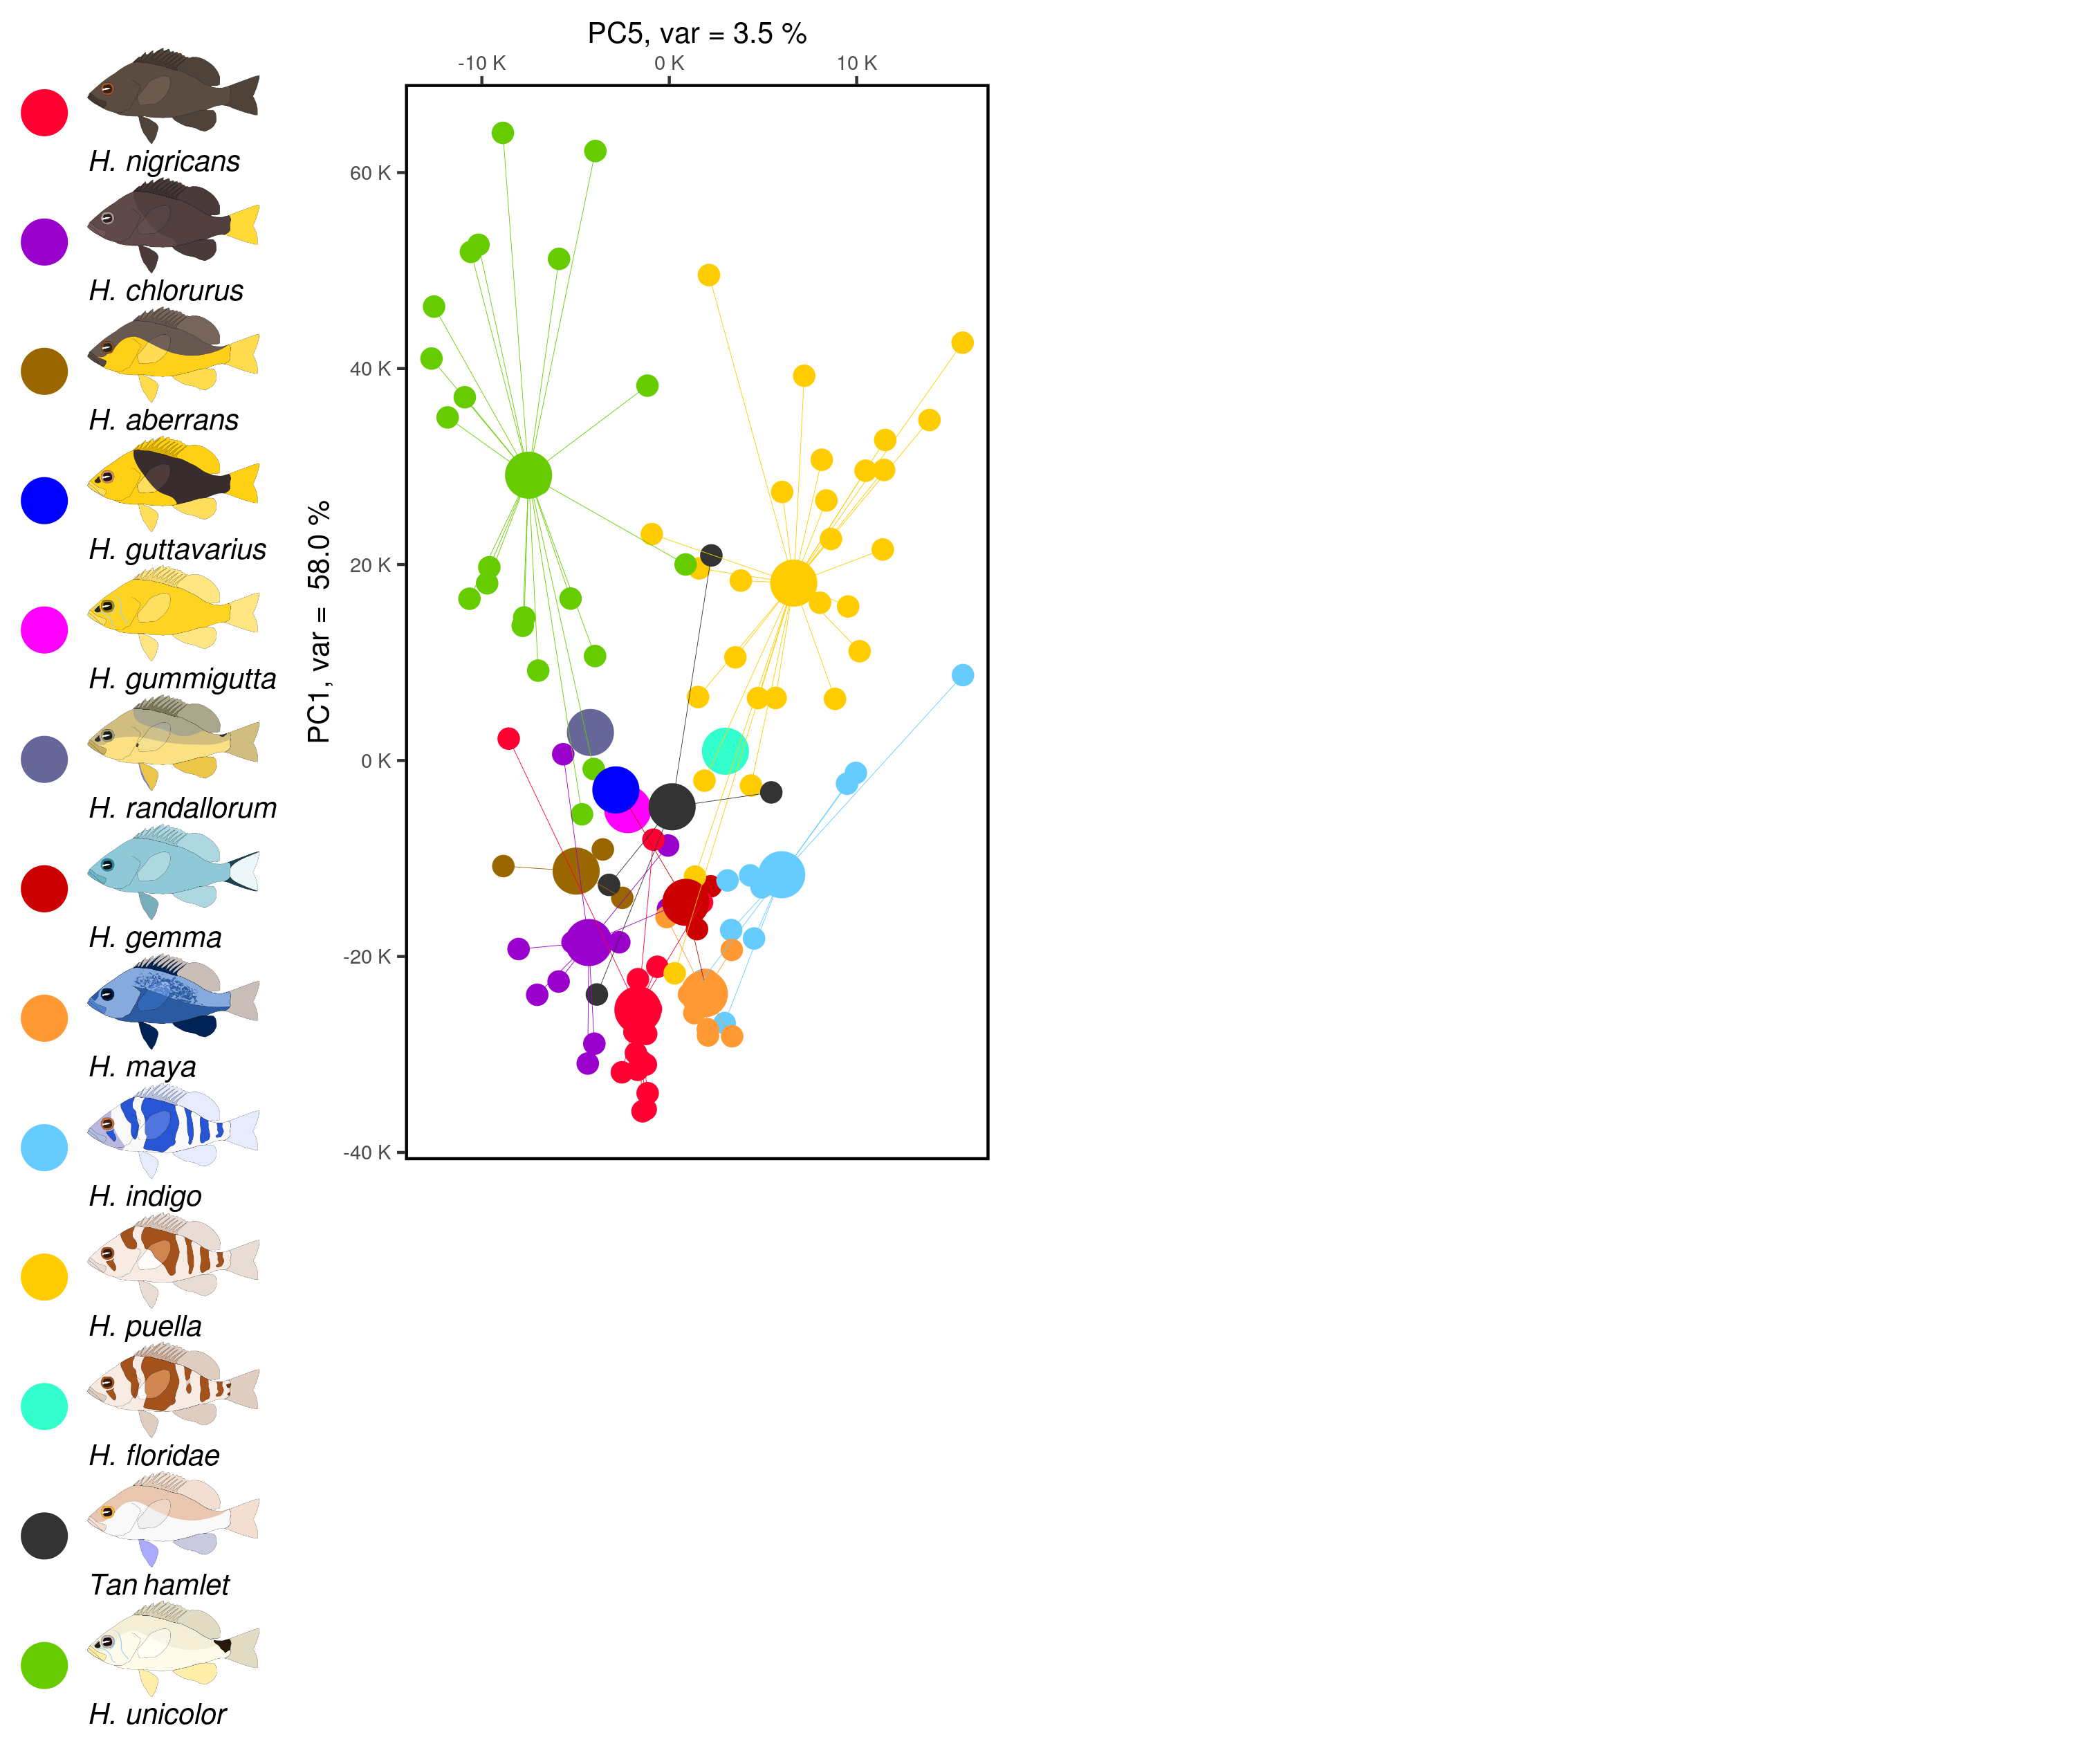 PC5, var = 3.5 %
-10 K
0 K
10 K
PC1, var = 58.0 %
60 K
40 K
20 K
0 K
-20 K
-40 K
H. nigricans
H. chlorurus
H. aberrans
H. guttavarius
H. gummigutta
H. randallorum
H. gemma
H. maya
H. indigo
H. puella
H. floridae
Tan hamlet
H. unicolor